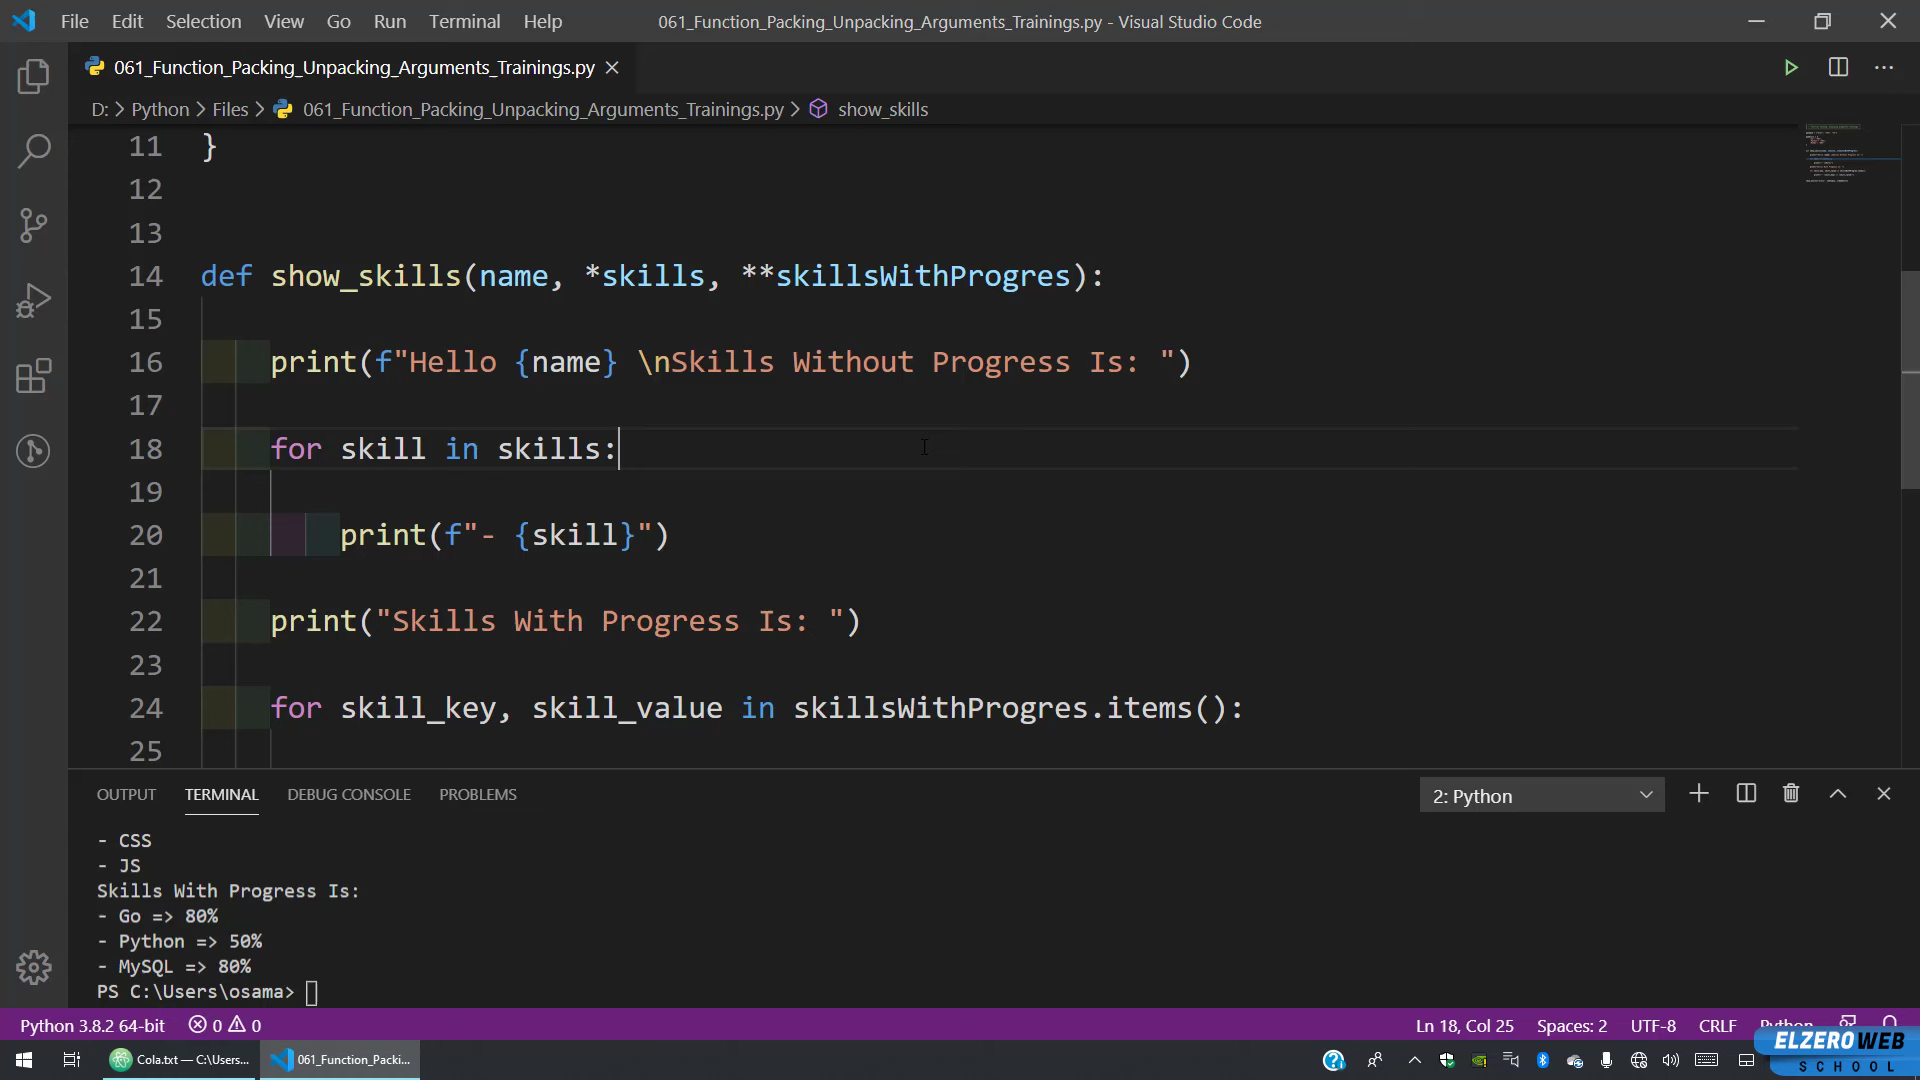 File Edit Selection View Go Run Terminal Help 061_Function_Packing_Unpacking_Arguments_Trainings.py - Visual Studio Code
061_Function_Packing_Unpacking_Arguments_Trainings.py
D: > Python > Files > 061_Function_Packing_Unpacking_Arguments_Trainings.py > show_skills
11 }
12
13
14 def show_skills(name, *skills, **skillsWithProgres):
15
16 print(f"Hello {name} \nSkills Without Progress Is: ")
17
18 for skill in skills:
19
20 print(f"- {skill}")
21
22 print("Skills With Progress Is: ")
23
24 for skill_key, skill_value in skillsWithProgres.items():
25
OUTPUT TERMINAL DEBUG CONSOLE PROBLEMS 2: Python
- CSS
- JS
Skills With Progress Is:
- Go => 80%
- Python => 50%
- MySQL => 80%
PS C:\Users\osama>
Python 3.8.2 64-bit 0 0 Ln 18, Col 25 Spaces: 2 UTF-8 CRLF Python
Cola.txt — C:\Users... 061_Function_Packi...
ELZEROWEB
SCHOOL